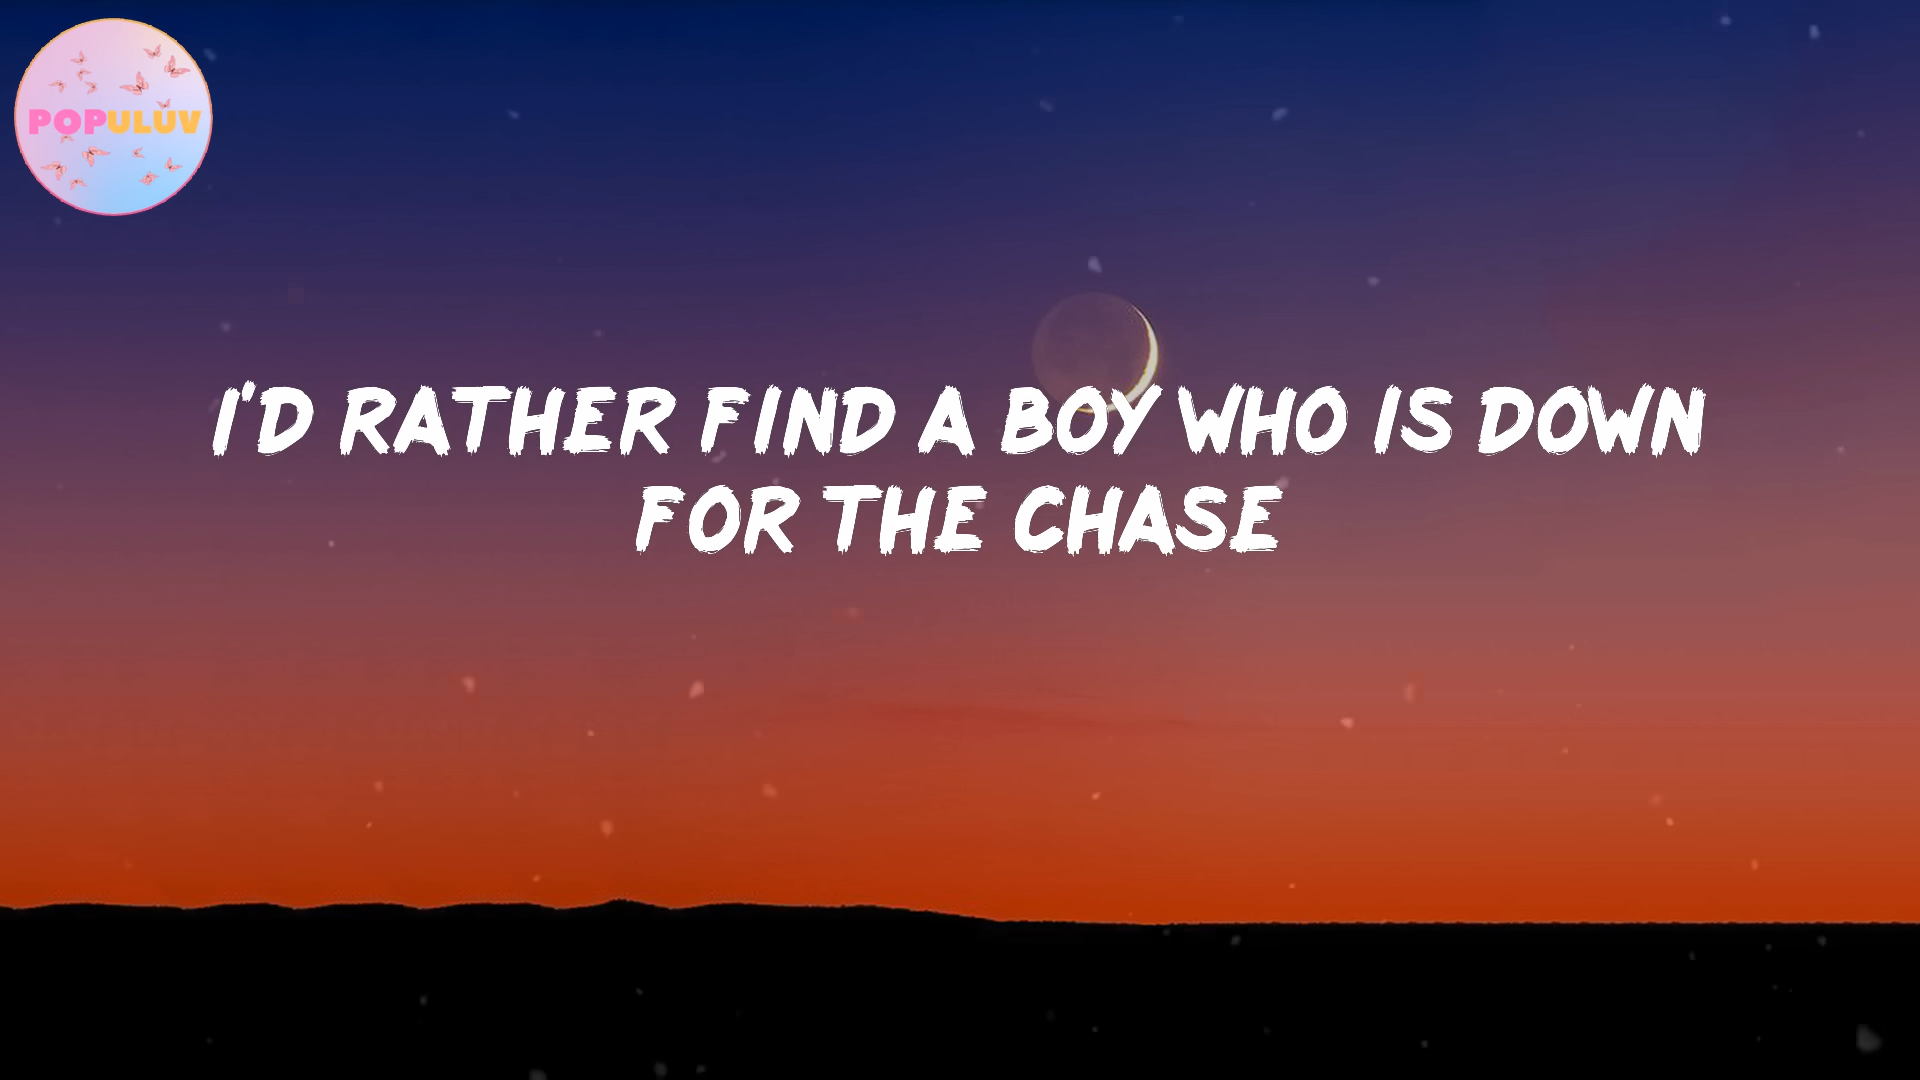 POPULUV
I'D RATHER FIND A BOY WHO IS DOWN
FOR THE CHASE